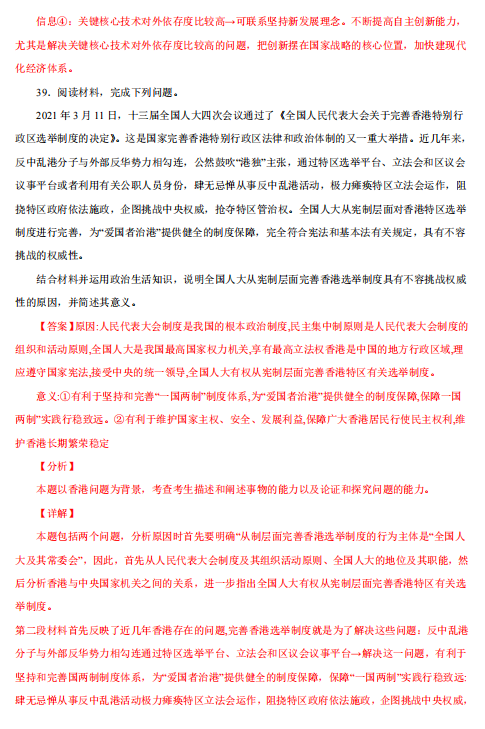 信息④：关键核心技术对外依存度比较高→可联系坚持新发展理念。不断提高自主创新能力，
尤其是解决关键核心技术对外依存度比较高的问题，把创新摆在国家战略的核心位置，加快建现代
化经济体系。
39．阅读材料，完成下列问题。
2021 年 3 月 11 日，十三届全国人大四次会议通过了《全国人民代表大会关于完善香港特别行
政区选举制度的决定》。这是国家完善香港特别行政区法律和政治体制的又一重大举措。近几年来，
反中乱港分子与外部反华势力相勾连，公然鼓吹“港独”主张，通过特区选举平台、立法会和区议会
议事平台或者利用有关公职人员身份，肆无忌惮从事反中乱港活动，极力瘫痪特区立法会运作，阻
挠特区政府依法施政，企图挑战中央权威，抢夺特区管治权。全国人大从宪制层面对香港特区选举
制度进行完善，为“爱国者治港”提供健全的制度保障，完全符合宪法和基本法有关规定，具有不容
挑战的权威性。
结合材料并运用政治生活知识，说明全国人大从宪制层面完善香港选举制度具有不容挑战权威
性的原因，并简述其意义。
【答案】原因:人民代表大会制度是我国的根本政治制度,民主集中制原则是人民代表大会制度的
组织和活动原则,全国人大是我国最高国家权力机关,享有最高立法权香港是中国的地方行政区域,理
应遵守国家宪法,接受中央的统一领导,全国人大有权从宪制层面完善香港特区有关选举制度。
意义:①有利于坚持和完善“一国两制”制度体系,为“爱国者治港”提供健全的制度保障,保障一国
两制”实践行稳致远。②有利于维护国家主权、安全、发展利益,保障广大香港居民行使民主权利,维
护香港长期繁荣稳定
【分析】
本题以香港问题为背景，考查考生描述和阐述事物的能力以及论证和探究问题的能力。
【详解】
本题包括两个问题，分析原因时首先要明确“从制层面完善香港选举制度的行为主体是“全国人
大及其常委会”，因此，首先从人民代表大会制度及其组织活动原则、全国人大的地位及其职能，然
后分析香港与中央国家机关之间的关系，进一步指出全国人大有权从宪制层面完善香港特区有关选
举制度。
第二段材料首先反映了近几年香港存在的问题,完善香港选举制度就是为了解决这些问题：反中乱港
分子与外部反华势力相勾连通过特区选举平台、立法会和区议会议事平台→解决这一问题，有利于
坚持和完善国两制制度体系，为“爱国者治港”提供健全的制度保障，保障“一国两制”实践行稳致远:
肆无忌惮从事反中乱港活动极力瘫痪特区立法会运作，阻挠特区政府依法施政，企图挑战中央权威，